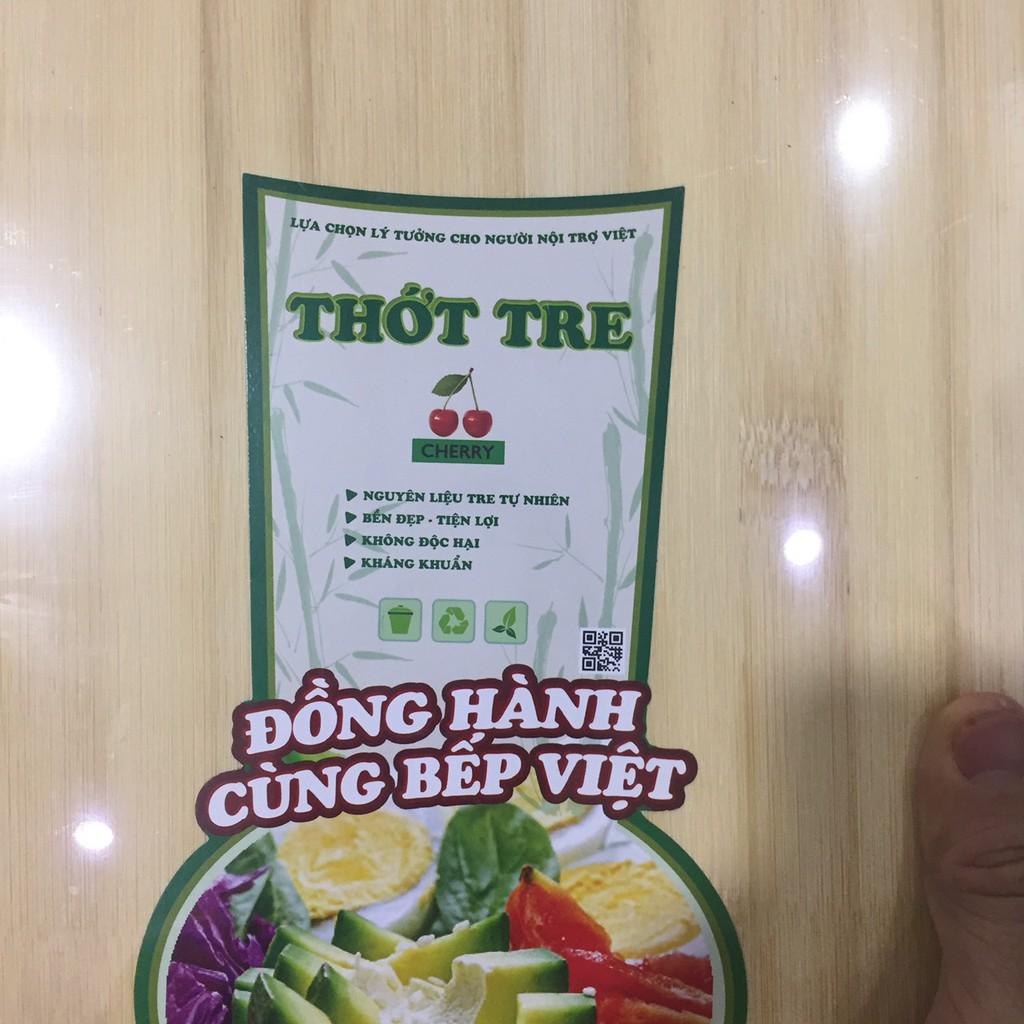 LỰA CHỌN LÝ TƯỞNG CHO NGƯỜI NỘI TRỢ VIỆT
THỚT TRE
CHERRY
NGUYÊN LIỆU TRE TỰ NHIÊN
BỀN ĐẸP - TIỆN LỢI
KHÔNG ĐỘC HẠI
KHÁNG KHUẨN
ĐỒNG HÀNH
CÙNG BẾP VIỆT